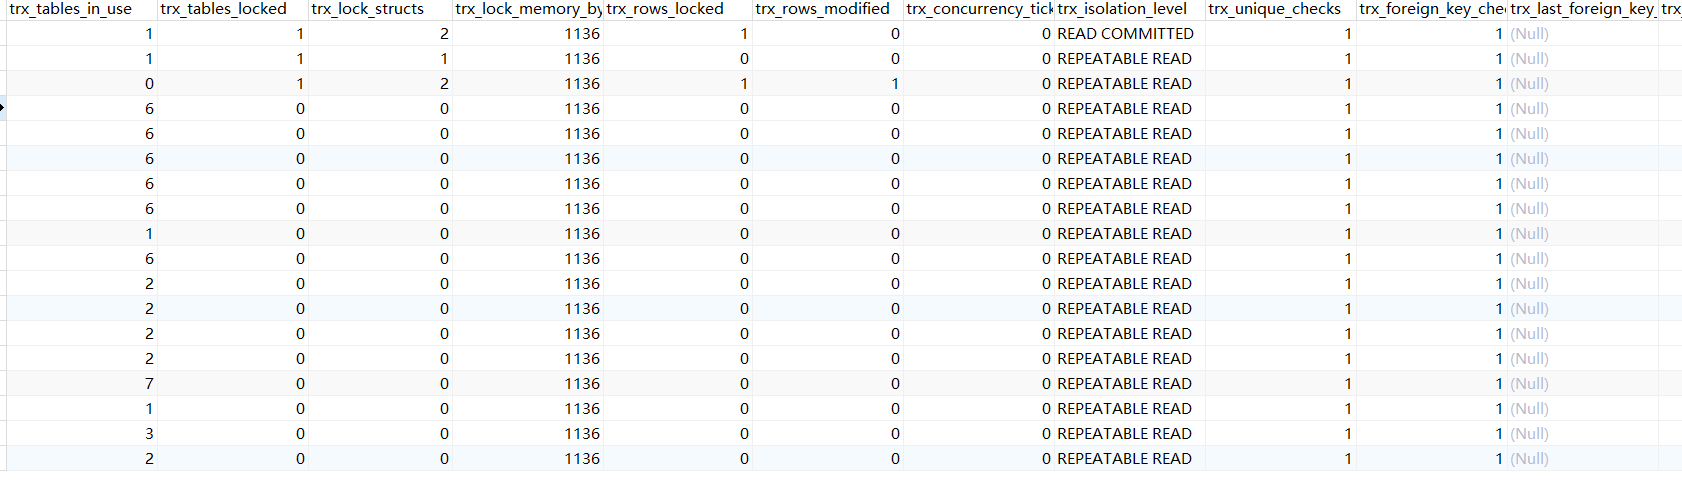 trx_tables_in_use trx_tables_locked trx_lock_structs trx_lock_memory_by trx_rows_locked trx_rows_modified trx_concurrency_tick trx_isolation_level trx_unique_checks trx_foreign_key_che trx_last_foreign_key_ trx_
1 1 2 1136 1 0 0 READ COMMITTED 1 1 (Null)
1 1 1 1136 0 0 0 REPEATABLE READ 1 1 (Null)
0 1 2 1136 1 1 0 REPEATABLE READ 1 1 (Null)
6 0 0 1136 0 0 0 REPEATABLE READ 1 1 (Null)
6 0 0 1136 0 0 0 REPEATABLE READ 1 1 (Null)
6 0 0 1136 0 0 0 REPEATABLE READ 1 1 (Null)
6 0 0 1136 0 0 0 REPEATABLE READ 1 1 (Null)
6 0 0 1136 0 0 0 REPEATABLE READ 1 1 (Null)
1 0 0 1136 0 0 0 REPEATABLE READ 1 1 (Null)
6 0 0 1136 0 0 0 REPEATABLE READ 1 1 (Null)
2 0 0 1136 0 0 0 REPEATABLE READ 1 1 (Null)
2 0 0 1136 0 0 0 REPEATABLE READ 1 1 (Null)
2 0 0 1136 0 0 0 REPEATABLE READ 1 1 (Null)
2 0 0 1136 0 0 0 REPEATABLE READ 1 1 (Null)
7 0 0 1136 0 0 0 REPEATABLE READ 1 1 (Null)
1 0 0 1136 0 0 0 REPEATABLE READ 1 1 (Null)
3 0 0 1136 0 0 0 REPEATABLE READ 1 1 (Null)
2 0 0 1136 0 0 0 REPEATABLE READ 1 1 (Null)